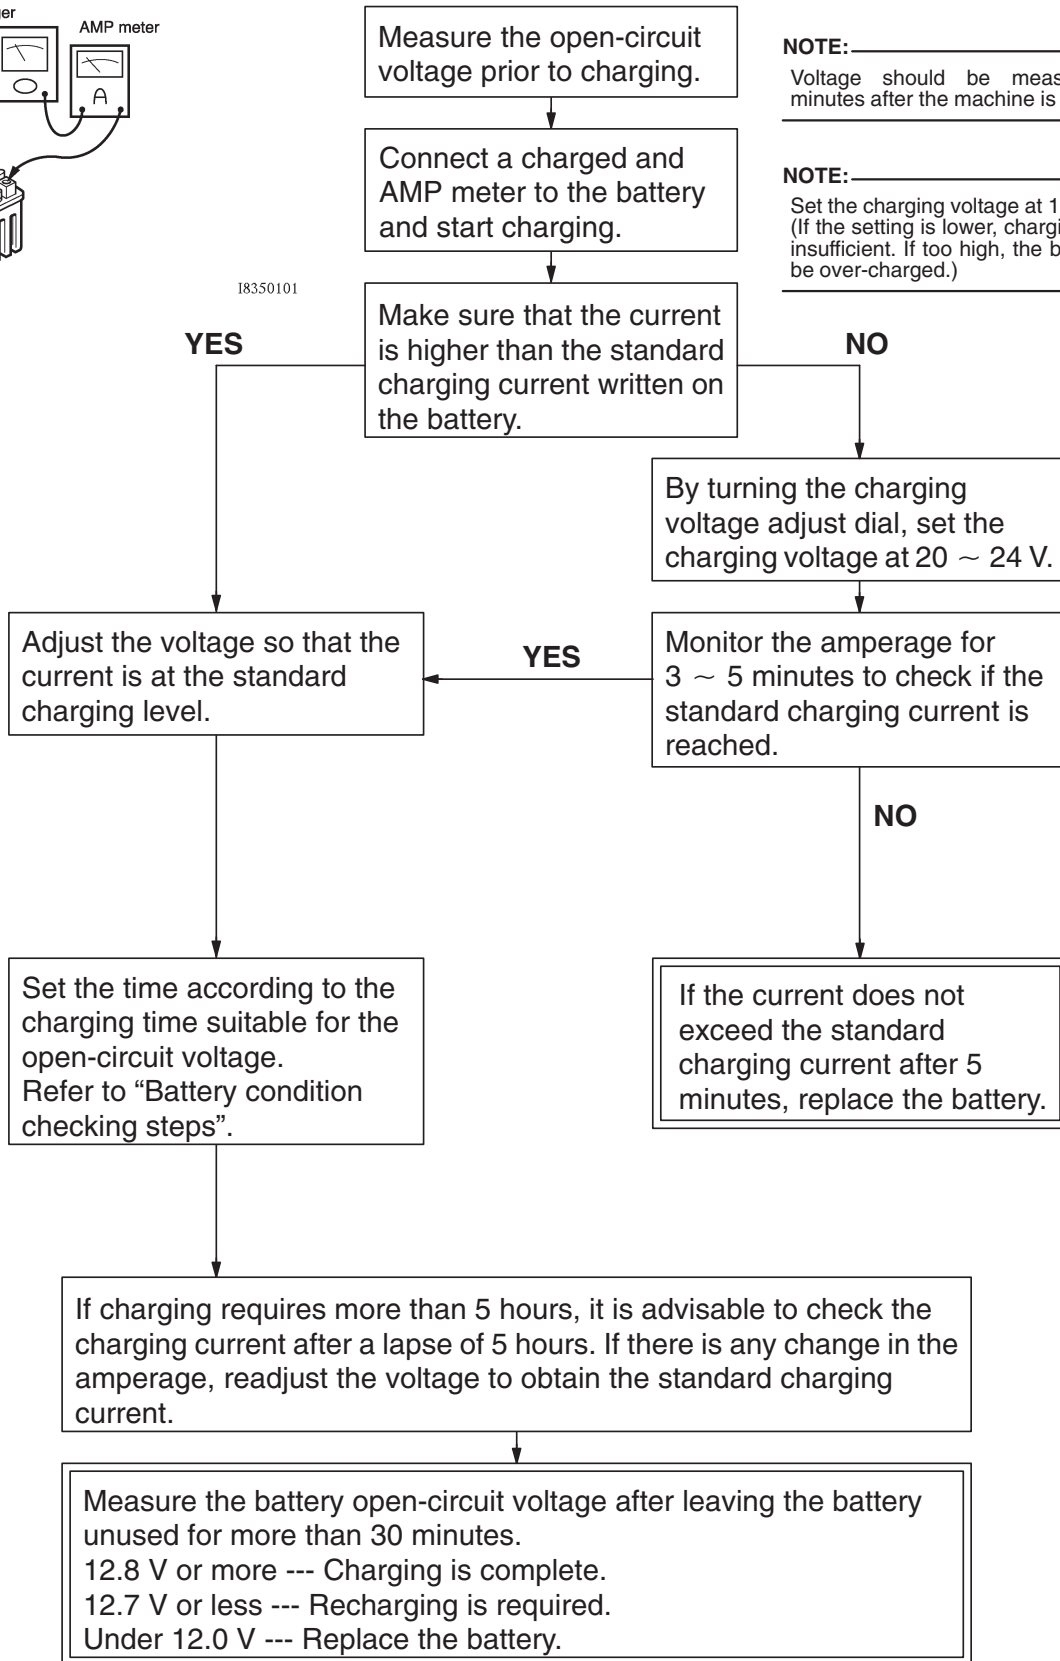 AMP meter
A
Measure the open-circuit
voltage prior to charging.
NOTE:
Voltage should be
minutes after the machine is
Connect a charged and
AMP meter to the battery
and start charging.
NOTE:
Set the charging voltage at
(If the setting is lower,
insufficient. If too high, the
be over-charged.)
I8350101
Make sure that the current
is higher than the standard
charging current written on
the battery.
YES
NO
By turning the charging
voltage adjust dial, set the
charging voltage at 20 ~ 24 V.
Adjust the voltage so that the
current is at the standard
charging level.
YES
Monitor the amperage for
3 ~ 5 minutes to check if the
standard charging current is
reached.
NO
Set the time according to the
charging time suitable for the
open-circuit voltage.
Refer to “Battery condition
checking steps”.
If the current does not
exceed the standard
charging current after 5
minutes, replace the battery.
If charging requires more than 5 hours, it is advisable to check the
charging current after a lapse of 5 hours. If there is any change in the
amperage, readjust the voltage to obtain the standard charging
current.
Measure the battery open-circuit voltage after leaving the battery
unused for more than 30 minutes.
12.8 V or more --- Charging is complete.
12.7 V or less --- Recharging is required.
Under 12.0 V --- Replace the battery.